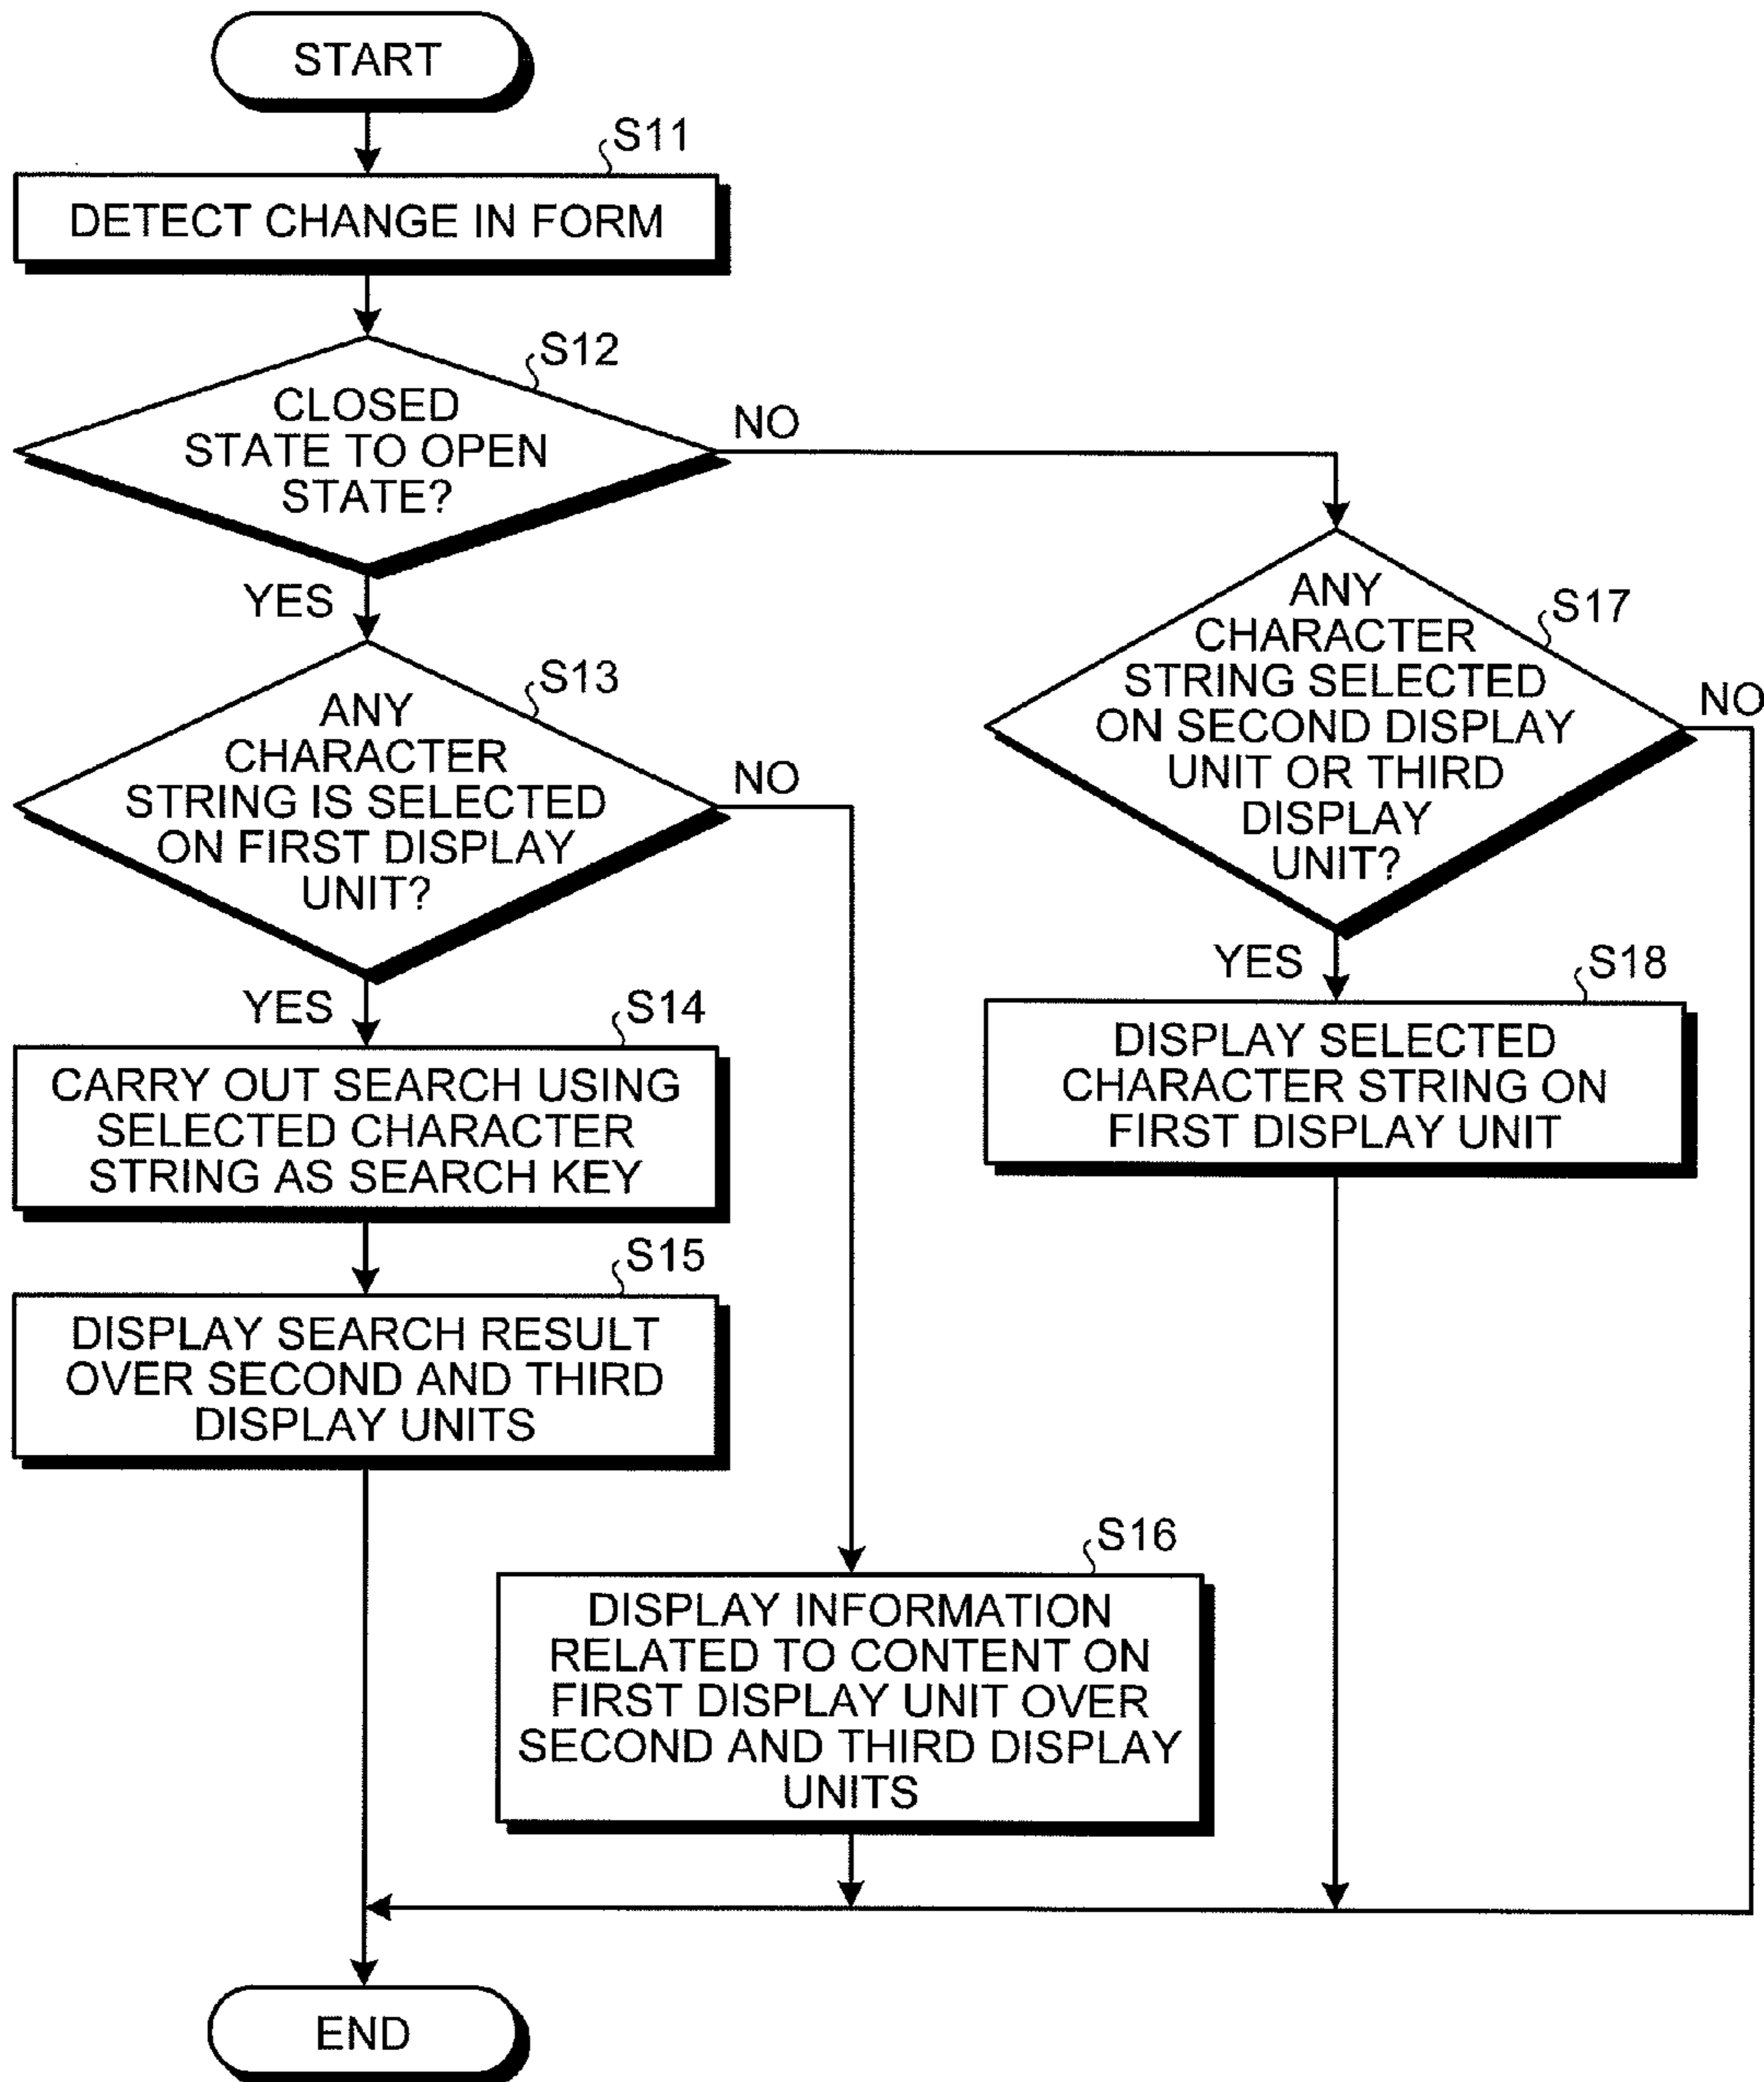 START
S11
DETECT CHANGE IN FORM
S12
CLOSED
STATE TO OPEN
STATE?
NO
YES
S13
ANY
CHARACTER
STRING IS SELECTED
ON FIRST DISPLAY
UNIT?
NO
YES
S14
CARRY OUT SEARCH USING
SELECTED CHARACTER
STRING AS SEARCH KEY
S15
DISPLAY SEARCH RESULT
OVER SECOND AND THIRD
DISPLAY UNITS
S16
DISPLAY INFORMATION
RELATED TO CONTENT ON
FIRST DISPLAY UNIT OVER
SECOND AND THIRD DISPLAY
UNITS
S17
ANY
CHARACTER
STRING SELECTED
ON SECOND DISPLAY
UNIT OR THIRD
DISPLAY
UNIT?
NO
YES
S18
DISPLAY SELECTED
CHARACTER STRING ON
FIRST DISPLAY UNIT
END